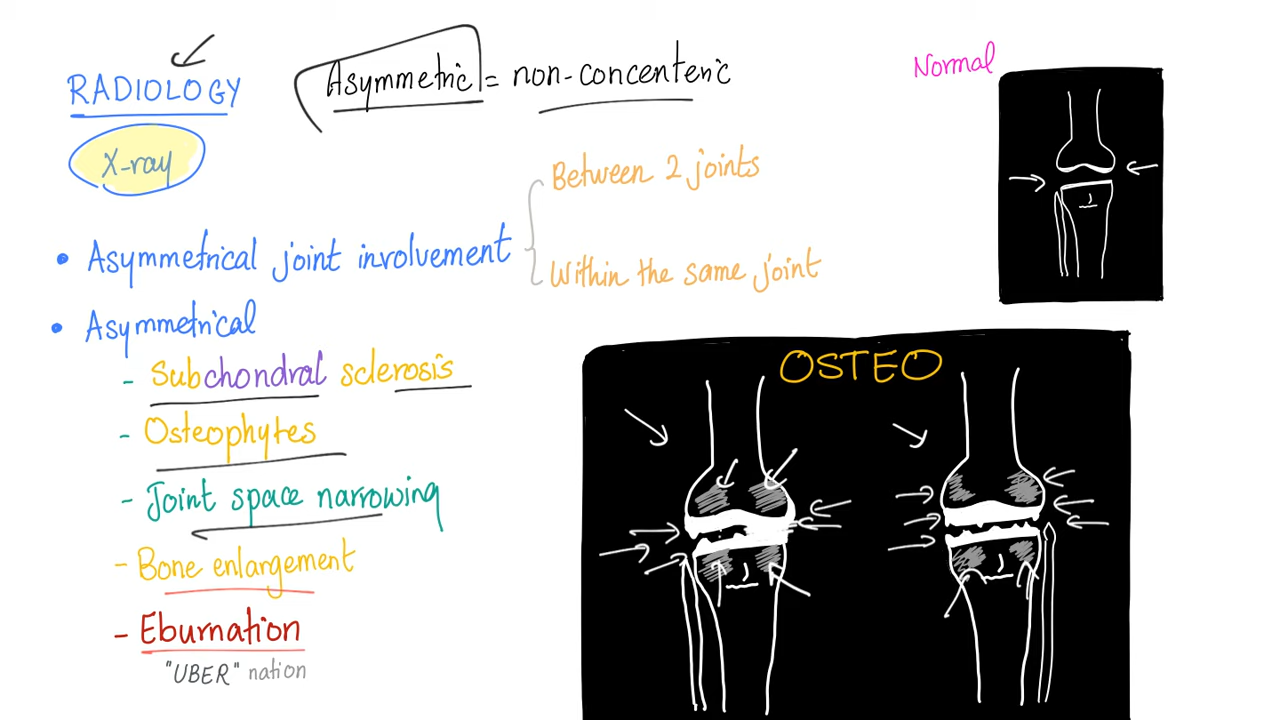 RADIOLOGY
Asymmetric = non-concenteric
Normal
X-ray
Between 2 joints
• Asymmetrical joint involvement
Within the same joint
• Asymmetrical
- Subchondral sclerosis
- Osteophytes
- Joint space narrowing
- Bone enlargement
- Eburnation
"UBER" nation
OSTEO